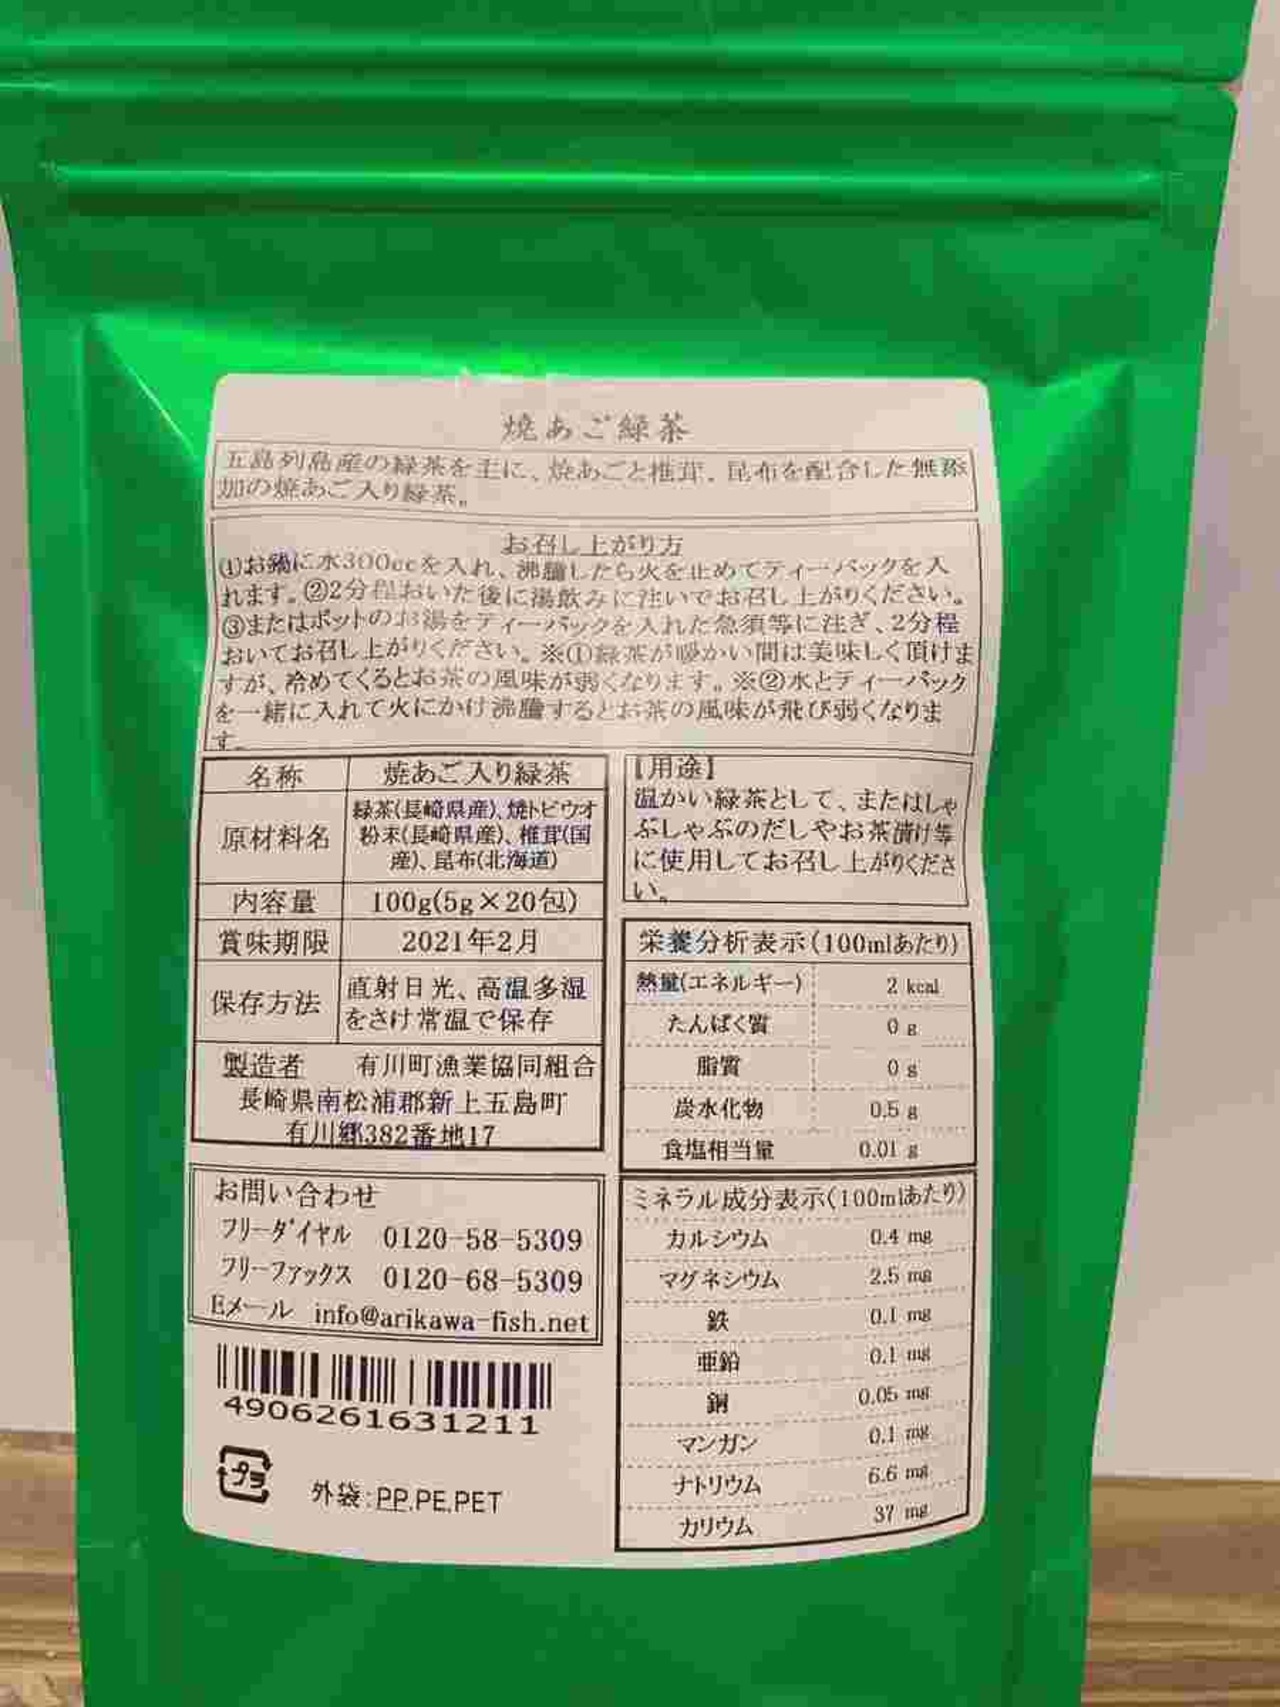 焼あご緑茶
五島列島産の緑茶を主に、焼あごと椎茸、昆布を配合した無添
加の焼あご入り緑茶。
お召し上がり方
①お鍋に水300ccを入れ、沸騰したら火を止めてティーバックを入
れます。②2分程おいた後に湯飲みに注いでお召し上がりください。
③またはポットのお湯をティーバックを入れた急須等に注ぎ、2分程
おいてお召し上がりください。※①緑茶が暖かい間は美味しく頂けま
すが、冷めてくるとお茶の風味が弱くなります。※②水とティーバック
を一緒に入れて火にかけ沸騰するとお茶の風味が飛び弱くなりま
す。
名称 焼あご入り緑茶
原材料名 緑茶(長崎県産)、焼トビウオ
粉末(長崎県産)、椎茸(国
産)、昆布(北海道)
内容量 100g(5g×20包)
賞味期限 2021年2月
保存方法 直射日光、高温多湿
をさけ常温で保存
製造者 有川町漁業協同組合
長崎県南松浦郡新上五島町
有川郷382番地17
お問い合わせ
フリーダイヤル 0120-58-5309
フリーファックス 0120-68-5309
Eメール info@arikawa-fish.net
4906261631211
プラ
外袋:PP.PE.PET
【用途】
温かい緑茶として、またはしゃ
ぶしゃぶのだしやお茶漬け等
に使用してお召し上がりくださ
い。
栄養分析表示(100mlあたり)
熱量(エネルギー) 2 kcal
たんぱく質 0 g
脂質 0 g
炭水化物 0.5 g
食塩相当量 0.01 g
ミネラル成分表示(100mlあたり)
カルシウム 0.4 mg
マグネシウム 2.5 mg
鉄 0.1 mg
亜鉛 0.1 mg
銅 0.05 mg
マンガン 0.1 mg
ナトリウム 6.6 mg
カリウム 37 mg